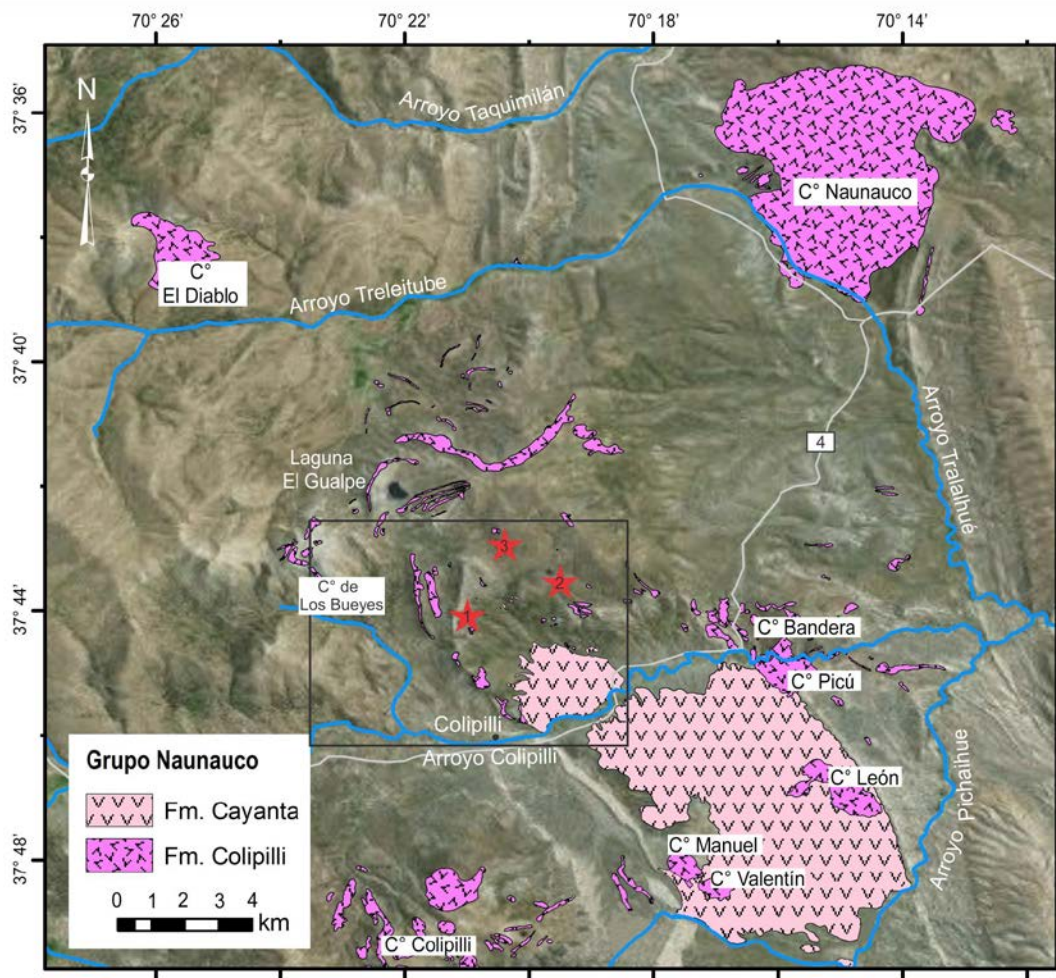 70° 26'
70° 22'
70° 18'
70° 14'
37° 36'
37° 40'
37° 44'
37° 48'
N
Arroyo Taquimilán
C° Naunauco
C°
El Diablo
Arroyo Treleitube
Arroyo Tralalhué
4
Laguna
El Gualpe
3
2
1
C° de
Los Bueyes
C° Bandera
C° Picú
Colipilli
Arroyo Colipilli
C° León
Arroyo Pichaihue
C° Manuel
C° Valentín
C° Colipilli
Grupo Naunauco
Fm. Cayanta
Fm. Colipilli
0 1 2 3 4
km